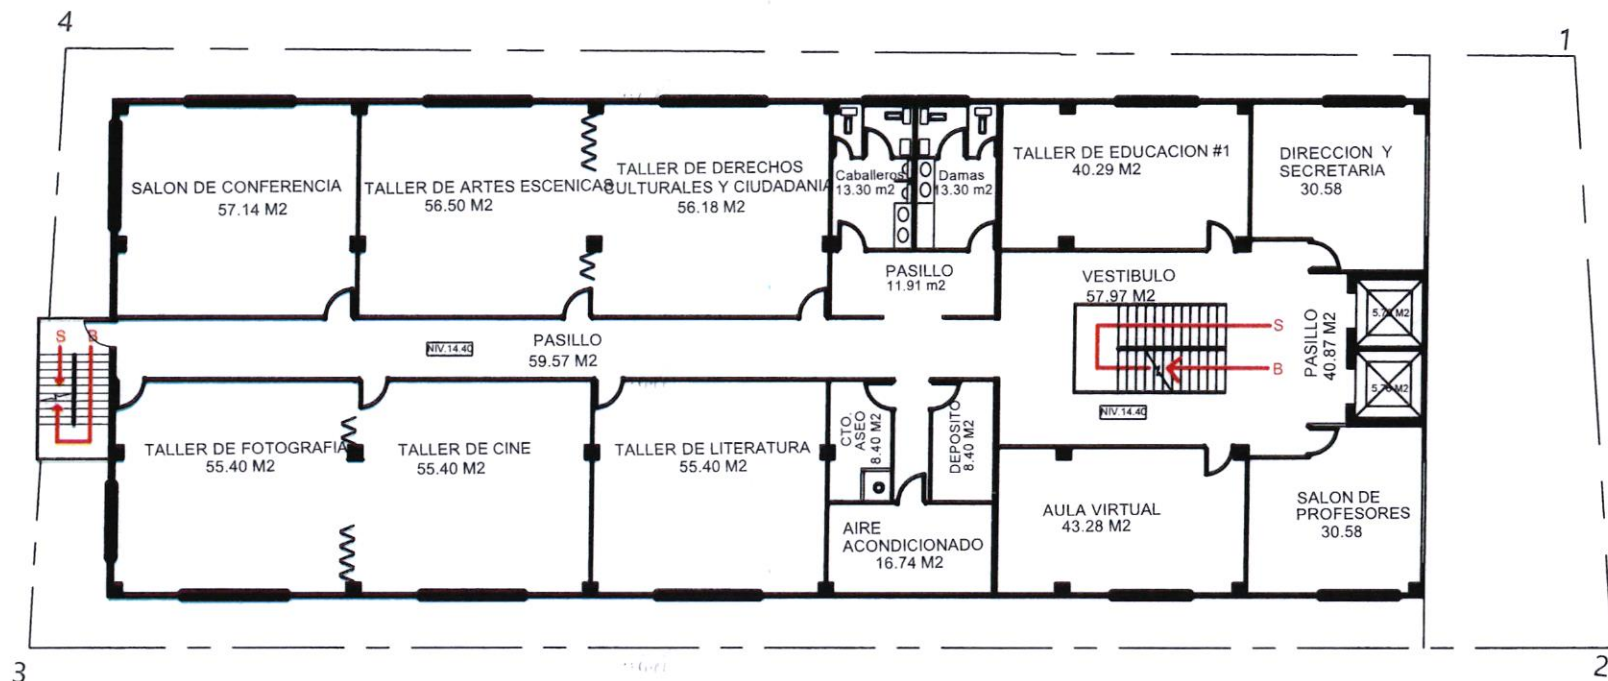 4
1
SALON DE CONFERENCIA
57.14 M2
TALLER DE ARTES ESCENICAS
56.50 M2
TALLER DE DERECHOS
CULTURALES Y CIUDADANIA
56.18 M2
Caballeros
13.30 m2
Damas
13.30 m2
TALLER DE EDUCACION #1
40.29 M2
DIRECCION Y
SECRETARIA
30.58
PASILLO
11.91 m2
VESTIBULO
57.97 M2
S
B
PASILLO
59.57 M2
NIV.14.40
S
B
NIV.14.40
PASILLO
40.87 M2
TALLER DE FOTOGRAFIA
55.40 M2
TALLER DE CINE
55.40 M2
TALLER DE LITERATURA
55.40 M2
CTO.
ASEO
8.40 M2
DEPOSITO
8.40 M2
AIRE
ACONDICIONADO
16.74 M2
AULA VIRTUAL
43.28 M2
SALON DE
PROFESORES
30.58
3
2